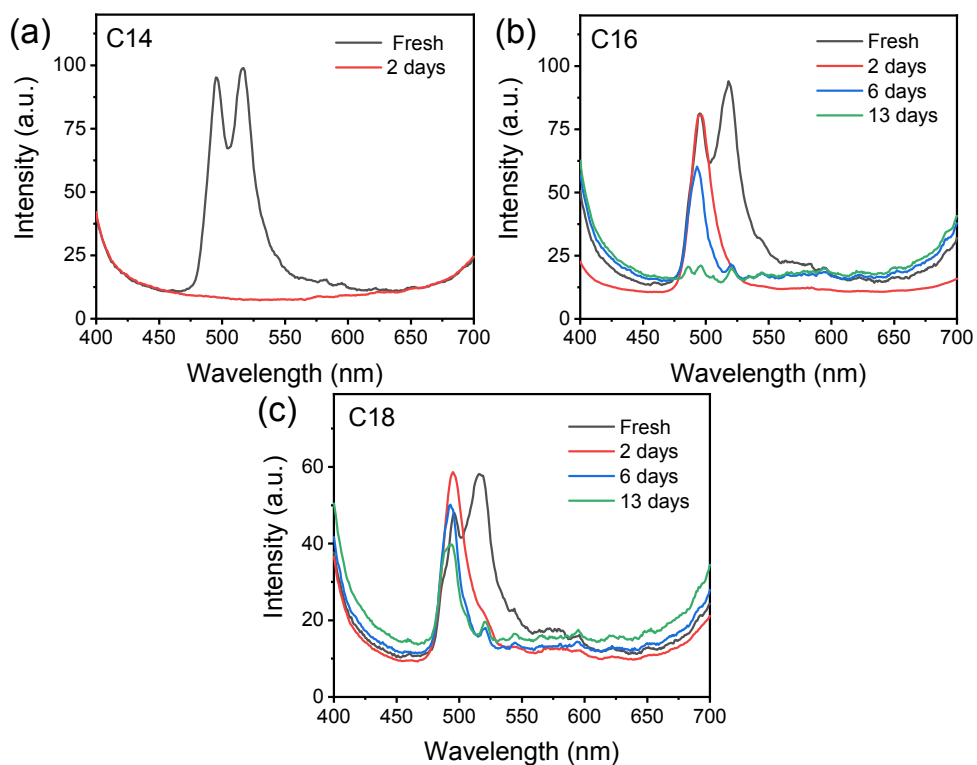 (a)
C14
Fresh
2 days
100
75
50
25
0
Intensity (a.u.)
400 450 500 550 600 650 700
Wavelength (nm)
(b)
C16
Fresh
2 days
6 days
13 days
100
75
50
25
0
Intensity (a.u.)
400 450 500 550 600 650 700
Wavelength (nm)
(c)
C18
Fresh
2 days
6 days
13 days
60
40
20
0
Intensity (a.u.)
400 450 500 550 600 650 700
Wavelength (nm)